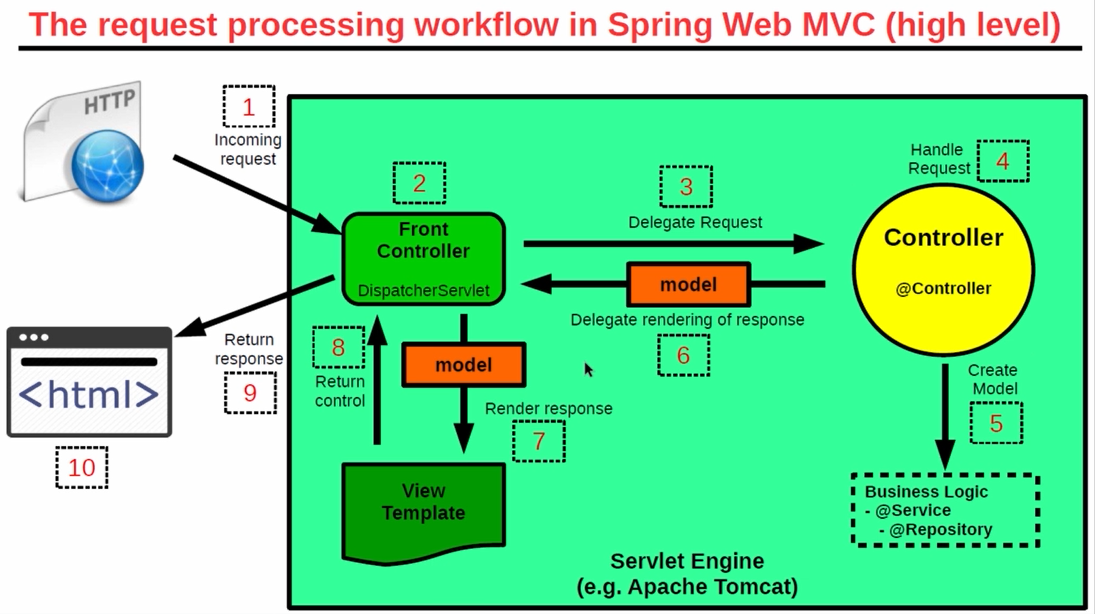 The request processing workflow in Spring Web MVC (high level)
HTTP
1
Incoming
request
2
Front
Controller
DispatcherServlet
3
Delegate Request
Handle
Request
4
Controller
@Controller
model
Delegate rendering of response
6
Create
Model
5
Business Logic
- @Service
- @Repository
model
Render response
7
View
Template
8
Return
control
Return
response
9
<html>
10
Servlet Engine
(e.g. Apache Tomcat)